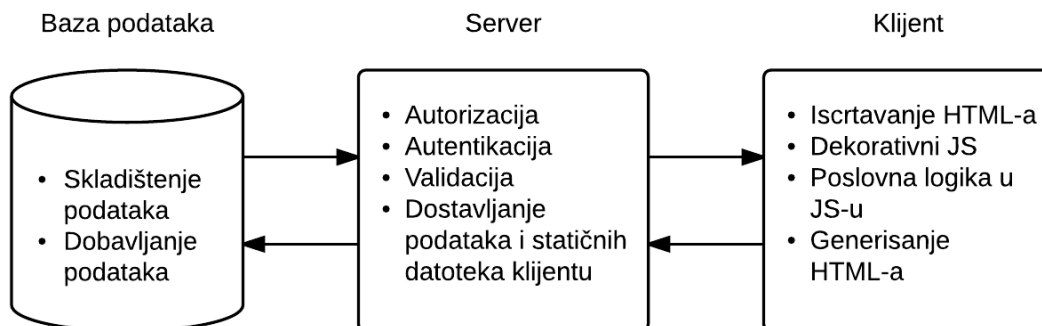 Baza podataka
Server
Klijent
• Skladištenje
podataka
• Dobavljanje
podataka
• Autorizacija
• Autentikacija
• Validacija
• Dostavljanje
podataka i statičnih
datoteka klijentu
• Iscrtavanje HTML-a
• Dekorativni JS
• Poslovna logika u
JS-u
• Generisanje
HTML-a